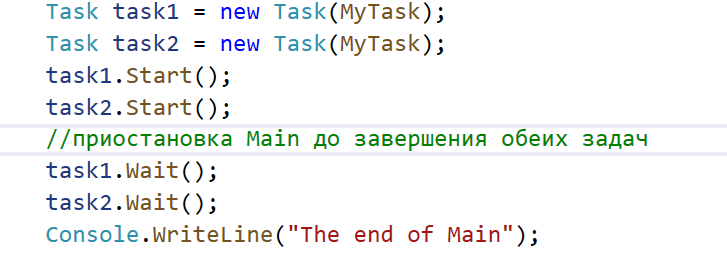 Task task1 = new Task(MyTask);
Task task2 = new Task(MyTask);
task1.Start();
task2.Start();
//приостановка Main до завершения обеих задач
task1.Wait();
task2.Wait();
Console.WriteLine("The end of Main");